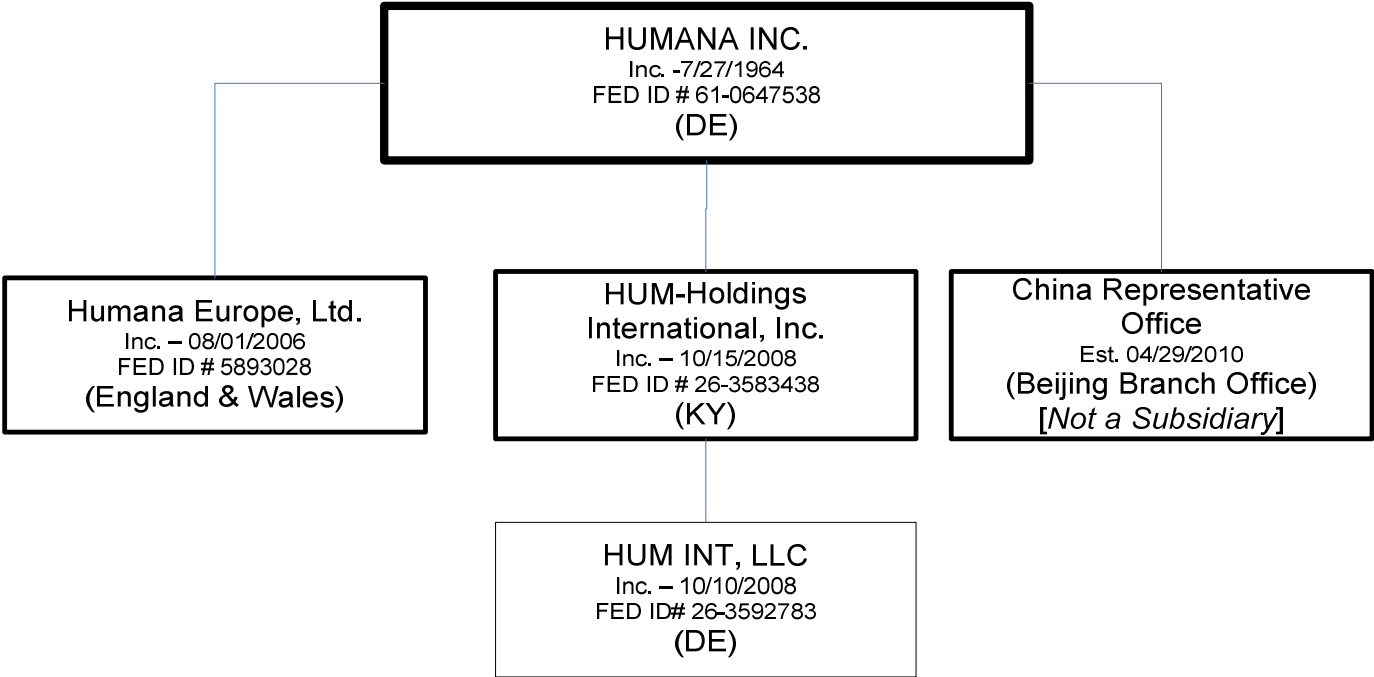 HUMANA INC.
Inc. -7/27/1964
FED ID # 61-0647538
(DE)
Humana Europe, Ltd.
Inc. – 08/01/2006
FED ID # 5893028
(England & Wales)
HUM-Holdings
International, Inc.
Inc. – 10/15/2008
FED ID # 26-3583438
(KY)
China Representative
Office
Est. 04/29/2010
(Beijing Branch Office)
[Not a Subsidiary]
HUM INT, LLC
Inc. – 10/10/2008
FED ID# 26-3592783
(DE)